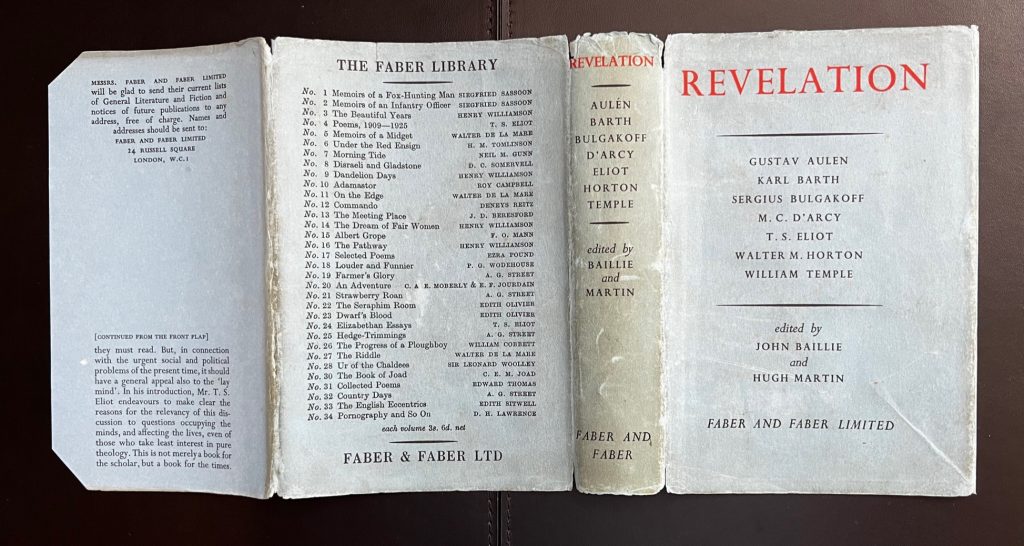 MESSRS. FABER AND FABER LIMITED
will be glad to send their current lists
of General Literature and Fiction and
notices of future publications to any
address, free of charge. Names and
addresses should be sent to:
FABER AND FABER LIMITED
24 RUSSELL SQUARE
LONDON, W.C.1
[CONTINUED FROM THE FRONT FLAP]
they must read. But, in connection
with the urgent social and political
problems of the present time, it should
have a general appeal also to the 'lay
mind'. In his introduction, Mr. T. S.
Eliot endeavours to make clear the
reasons for the relevancy of this dis-
cussion to questions occupying the
minds, and affecting the lives, even of
those who take least interest in pure
theology. This is not merely a book for
the scholar, but a book for the times.
THE FABER LIBRARY
No. 1 Memoirs of a Fox-Hunting Man SIEGFRIED SASSOON
No. 2 Memoirs of an Infantry Officer SIEGFRIED SASSOON
No. 3 The Beautiful Years HENRY WILLIAMSON
No. 4 Poems, 1909—1925 T. S. ELIOT
No. 5 Memoirs of a Midget WALTER DE LA MARE
No. 6 Under the Red Ensign H. M. TOMLINSON
No. 7 Morning Tide NEIL M. GUNN
No. 8 Disraeli and Gladstone D. C. SOMERVELL
No. 9 Dandelion Days HENRY WILLIAMSON
No. 10 Adamastor ROY CAMPBELL
No. 11 On the Edge WALTER DE LA MARE
No. 12 Commando DENEYS REITZ
No. 13 The Meeting Place J. D. BERESFORD
No. 14 The Dream of Fair Women HENRY WILLIAMSON
No. 15 Albert Grope F. O. MANN
No. 16 The Pathway HENRY WILLIAMSON
No. 17 Selected Poems EZRA POUND
No. 18 Louder and Funnier P. G. WODEHOUSE
No. 19 Farmer's Glory A. G. STREET
No. 20 An Adventure C. A. E. MOBERLY & E. F. JOURDAIN
No. 21 Strawberry Roan A. G. STREET
No. 22 The Seraphim Room EDITH OLIVIER
No. 23 Dwarf's Blood EDITH OLIVIER
No. 24 Elizabethan Essays T. S. ELIOT
No. 25 Hedge-Trimmings A. G. STREET
No. 26 The Progress of a Ploughboy WILLIAM COBBETT
No. 27 The Riddle WALTER DE LA MARE
No. 28 Ur of the Chaldees SIR LEONARD WOOLLEY
No. 30 The Book of Joad C. E. M. JOAD
No. 31 Collected Poems EDWARD THOMAS
No. 32 Country Days A. G. STREET
No. 33 The English Eccentrics EDITH SITWELL
No. 34 Pornography and So On D. H. LAWRENCE
each volume 3s. 6d. net
FABER & FABER LTD
REVELATION
AULÉN
BARTH
BULGAKOFF
D'ARCY
ELIOT
HORTON
TEMPLE
edited by
BAILLIE
and
MARTIN
FABER AND
FABER
REVELATION
GUSTAV AULEN
KARL BARTH
SERGIUS BULGAKOFF
M. C. D'ARCY
T. S. ELIOT
WALTER M. HORTON
WILLIAM TEMPLE
edited by
JOHN BAILLIE
and
HUGH MARTIN
FABER AND FABER LIMITED